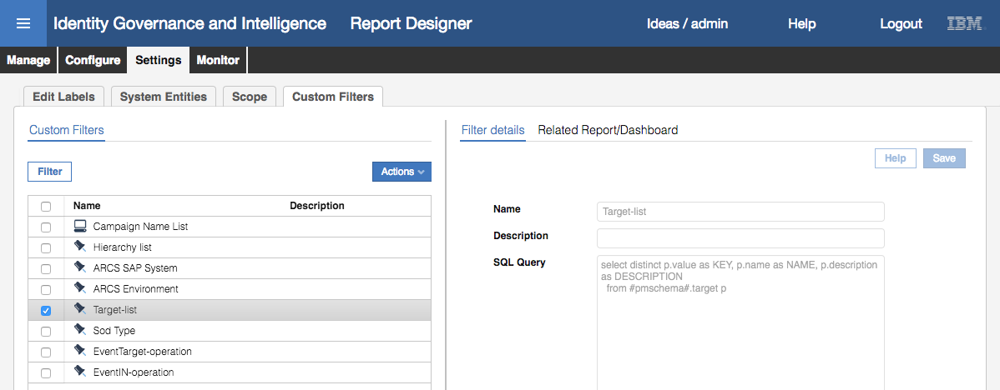 Identity Governance and Intelligence Report Designer Ideas / admin Help Logout IBM
Manage Configure Settings Monitor
Edit Labels System Entities Scope Custom Filters
Custom Filters
Filter Actions
Name Description
Campaign Name List
Hierarchy list
ARCS SAP System
ARCS Environment
Target-list
Sod Type
EventTarget-operation
EventIN-operation
Filter details Related Report/Dashboard
Help Save
Name Target-list
Description
SQL Query
select distinct p.value as KEY, p.name as NAME, p.description
as DESCRIPTION
from #pmschema#.target p